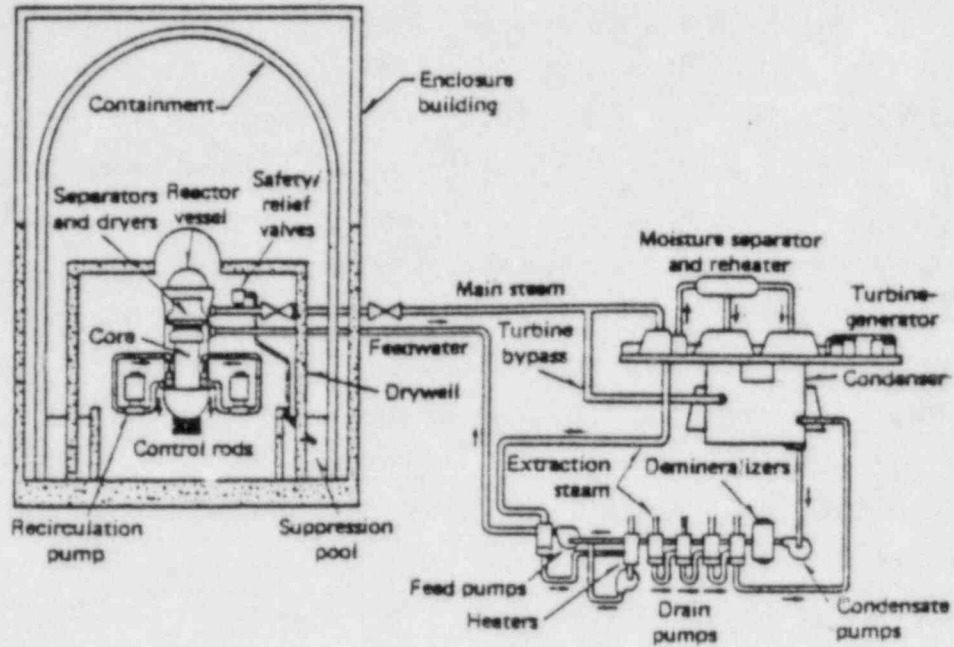 Containment
Enclosure
building
Separators
and dryers
Reactor
vessel
Safety/
relief
valves
Moisture separator
and reheater
Main steam
Turbine-
generator
Core
Feedwater
Turbine
bypass
Condenser
Drywell
Control rods
Extraction
steam
Demineralizers
Recirculation
pump
Suppression
pool
Feed pumps
Heaters
Drain
pumps
Condensate
pumps